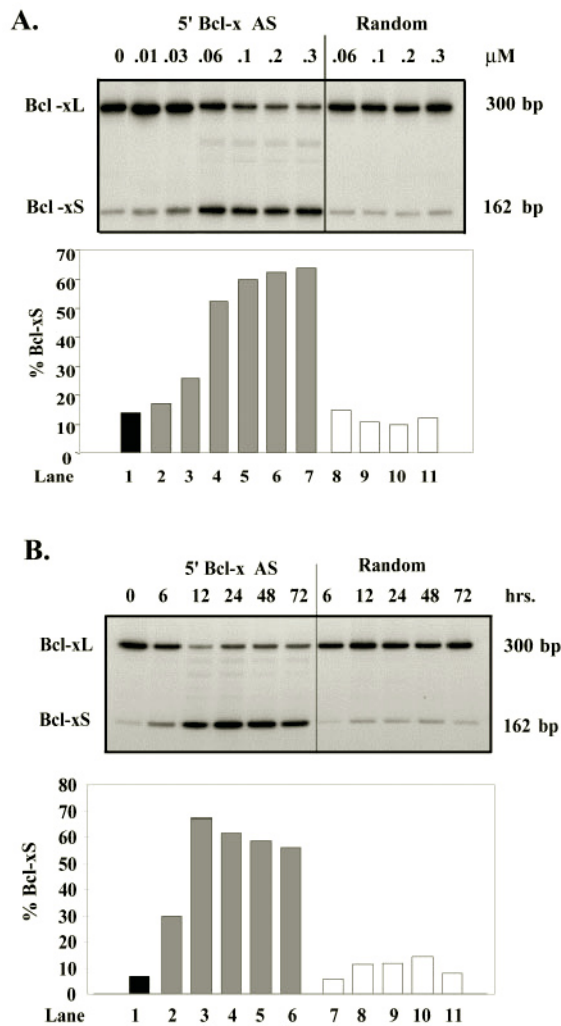 A.
5' Bcl-x AS Random
0 .01 .03 .06 .1 .2 .3 .06 .1 .2 .3 µM
Bcl-xL 300 bp
Bcl-xS 162 bp
70
60
50
40
30
20
10
0
% Bcl-xS
Lane 1 2 3 4 5 6 7 8 9 10 11
B.
5' Bcl-x AS Random
0 6 12 24 48 72 6 12 24 48 72 hrs.
Bcl-xL 300 bp
Bcl-xS 162 bp
80
70
60
50
40
30
20
10
0
% Bcl-xS
Lane 1 2 3 4 5 6 7 8 9 10 11